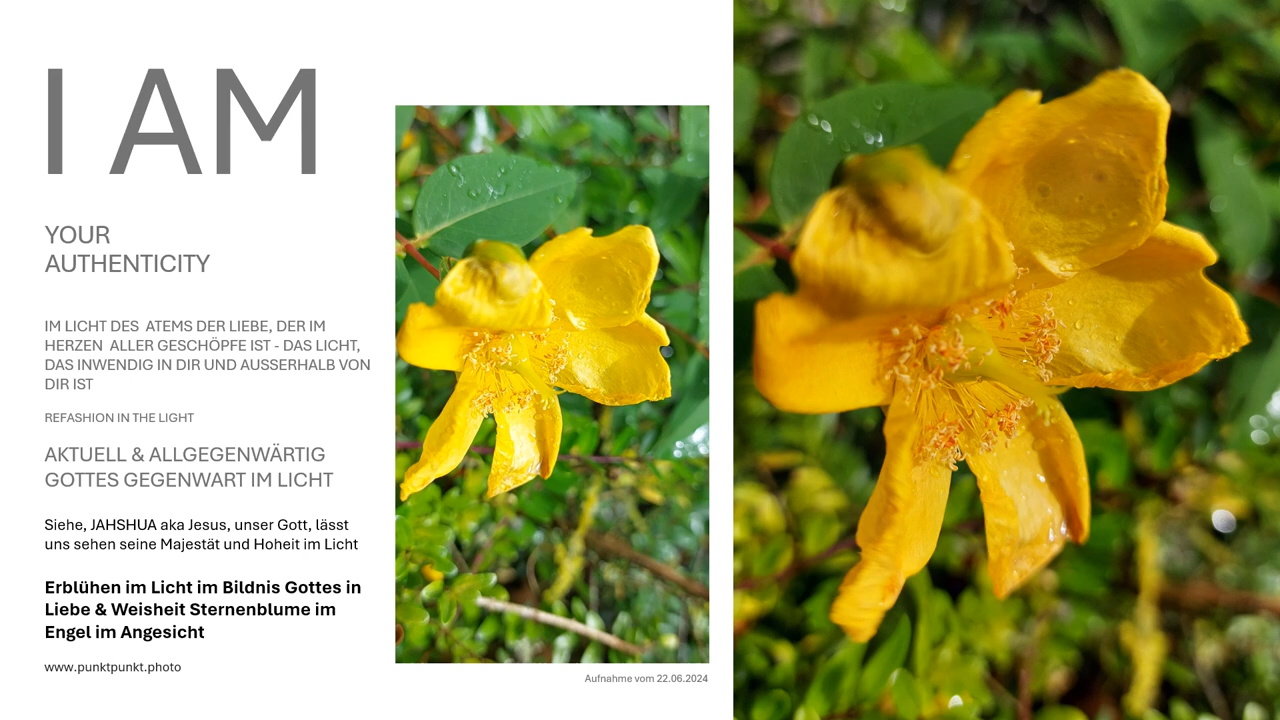 I AM
YOUR
AUTHENTICITY
IM LICHT DES  ATEMS DER LIEBE, DER IM
HERZEN  ALLER GESCHÖPFE IST - DAS LICHT,
DAS INWENDIG IN DIR UND AUSSERHALB VON
DIR IST
REFASHION IN THE LIGHT
AKTUELL & ALLGEGENWÄRTIG
GOTTES GEGENWART IM LICHT
Siehe, JAHSHUA aka Jesus, unser Gott, lässt
uns sehen seine Majestät und Hoheit im Licht
Erblühen im Licht im Bildnis Gottes in
Liebe & Weisheit Sternenblume im
Engel im Angesicht
www.punktpunkt.photo
Aufnahme vom 22.06.2024